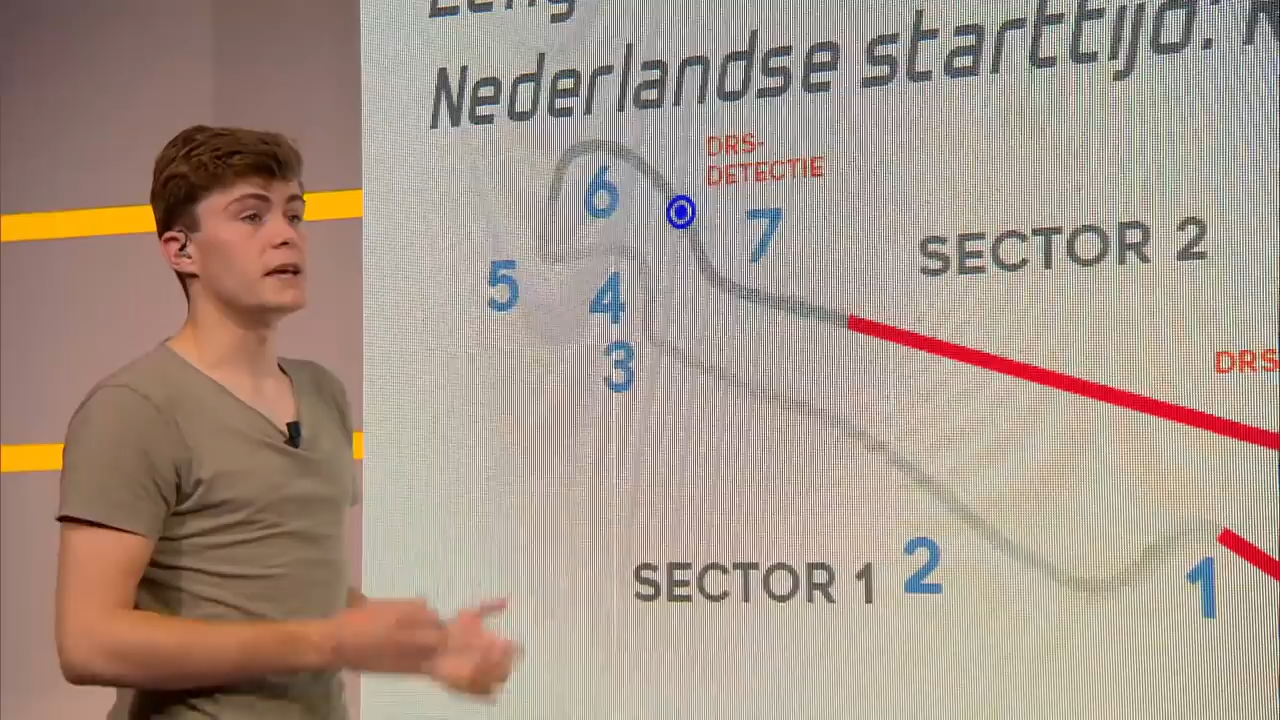 Nederlandse starttijd:
DRS-
DETECTIE
6
7
SECTOR 2
5
4
3
DRS
SECTOR 1
2
1